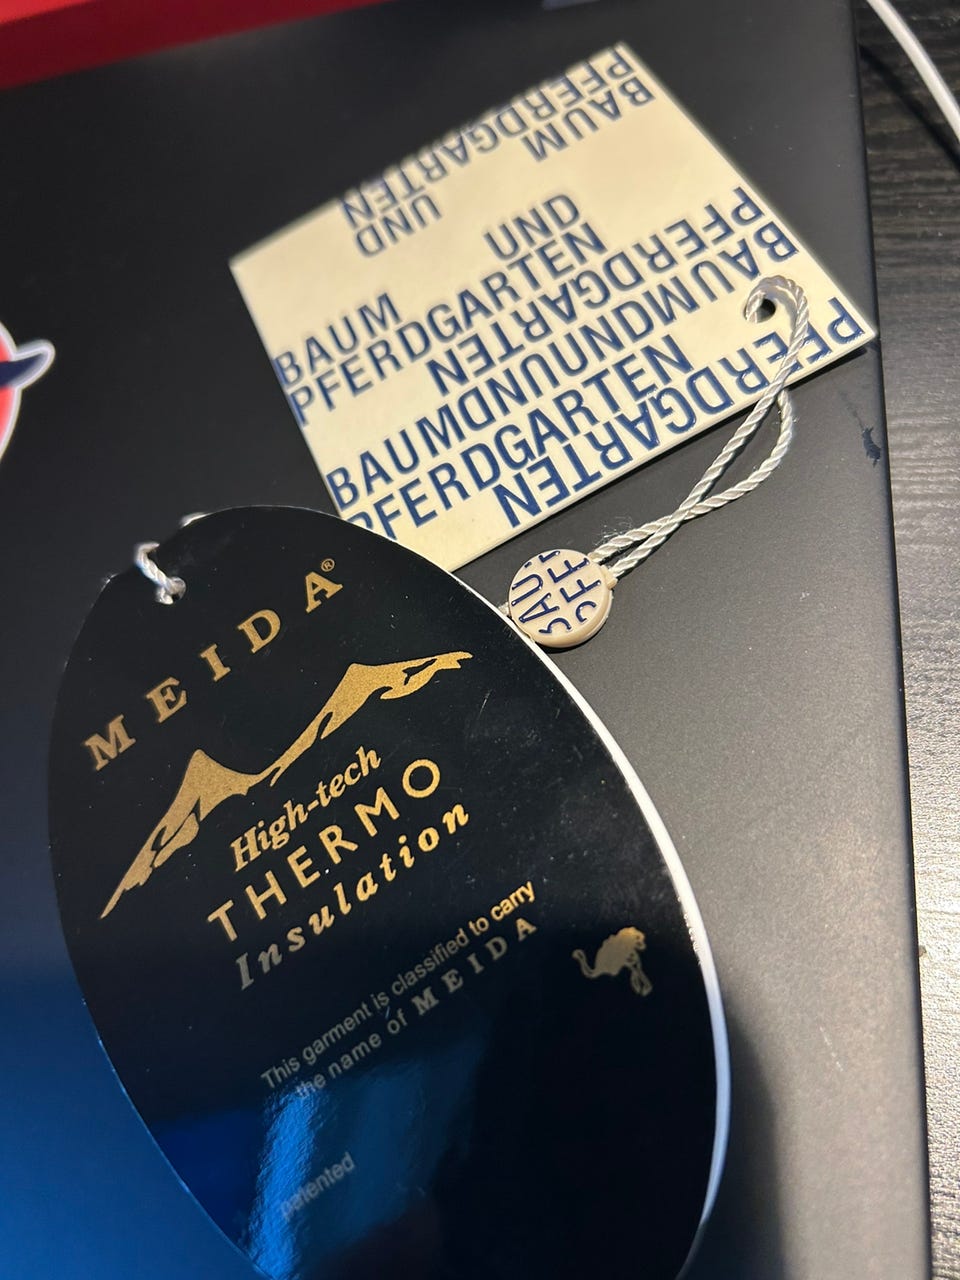 BAUM
PFERDGARTEN
UND
PFERDGARTEN
BAUM
UND
BAUM
PFERDGARTEN
PFERDGARTEN
BAUMUND
UND
BAUM
PFERDGARTEN
PFERDGARTEN
MEIDA®
High-tech
THERMO
Insulation
This garment is classified to carry
the name of MEIDA
patented